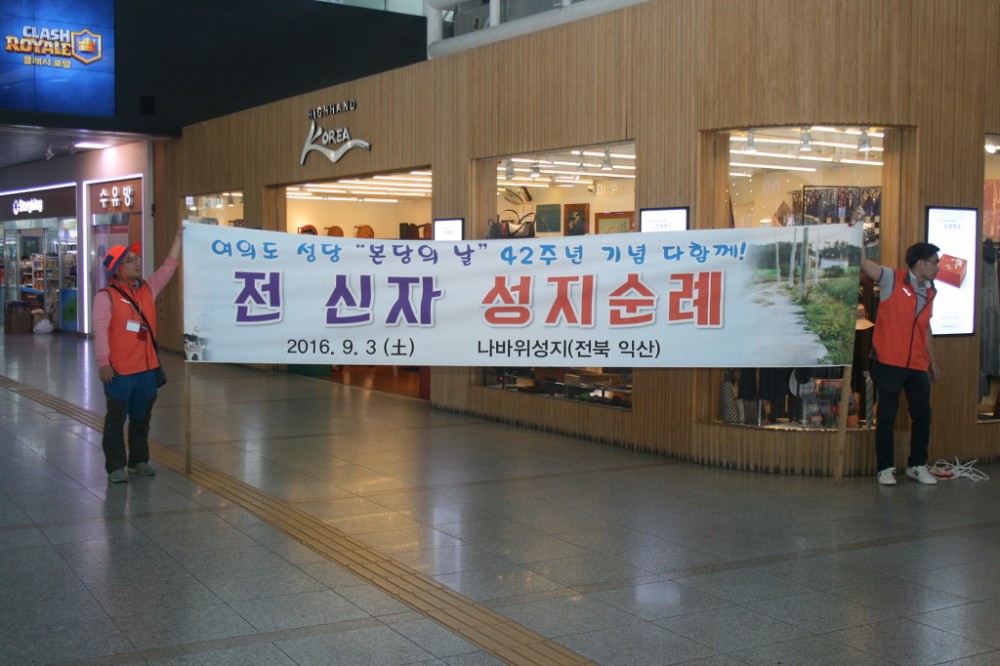 CLASH
ROYALE
클래시 로얄
HIGHHAND
KOREA
수유방
여의도 성당 "본당의 날" 42주년 기념 다함께!
전 신자 성지순례
2016. 9. 3 (土) 나바위성지(전북 익산)